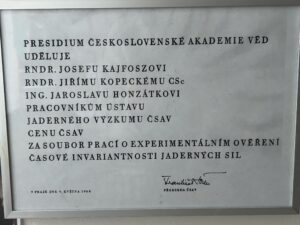 PRESIDIUM ČESKOSLOVENSKÉ AKADEMIE VĚD
UDĚLUJE
RNDR. JOSEFU KAJFOSZOVI
RNDR. JIŘÍMU KOPECKÉMU CSc
ING. JAROSLAVU HONZÁTKOVI
PRACOVNÍKŮM ÚSTAVU
JADERNÉHO VÝZKUMU ČSAV
CENU ČSAV
ZA SOUBOR PRACÍ O EXPERIMENTÁLNÍM OVĚŘENÍ
ČASOVÉ INVARIANTNOSTI JADERNÝCH SIL
V PRAZE DNE 9. KVĚTNA
PŘEDSEDA ČSAV